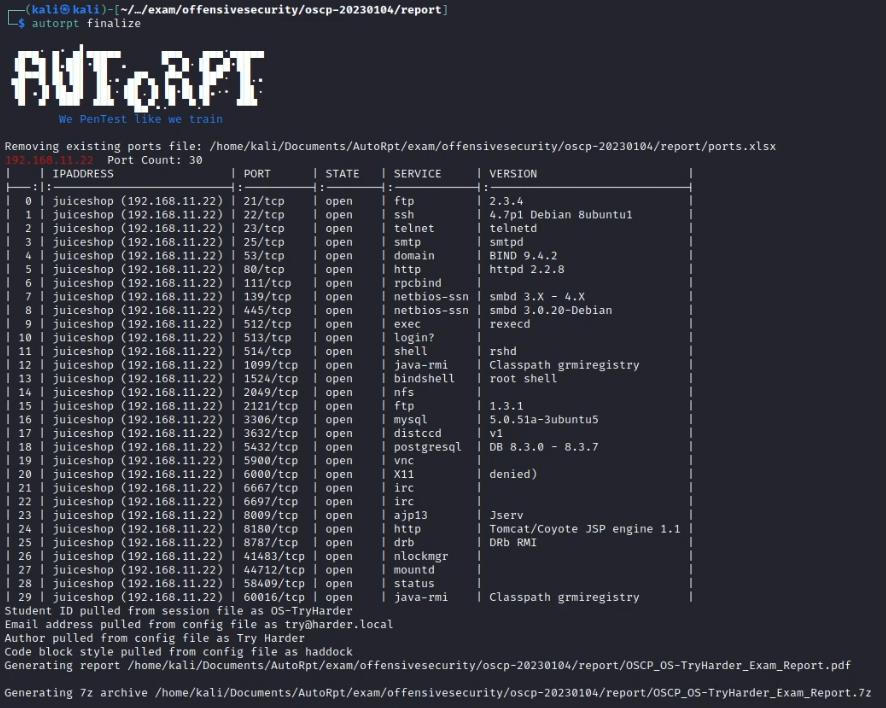 ┌──(kali㉿kali)-[~/…/exam/offensivesecurity/oscp-20230104/report]
└─$ autorpt finalize
AUtoRpt
We PenTest like we train
Removing existing ports file: /home/kali/Documents/AutoRpt/exam/offensivesecurity/oscp-20230104/report/ports.xlsx
192.168.11.22  Port Count: 30
|    | IPADDRESS                 | PORT      | STATE   | SERVICE     | VERSION                      |
├───:|:──────────────────────────┤:──────────┤:────────┤:────────────┤:─────────────────────────────┤
|  0 | juiceshop (192.168.11.22) | 21/tcp    | open    | ftp         | 2.3.4                        |
|  1 | juiceshop (192.168.11.22) | 22/tcp    | open    | ssh         | 4.7p1 Debian 8ubuntu1        |
|  2 | juiceshop (192.168.11.22) | 23/tcp    | open    | telnet      | telnetd                      |
|  3 | juiceshop (192.168.11.22) | 25/tcp    | open    | smtp        | smtpd                        |
|  4 | juiceshop (192.168.11.22) | 53/tcp    | open    | domain      | BIND 9.4.2                   |
|  5 | juiceshop (192.168.11.22) | 80/tcp    | open    | http        | httpd 2.2.8                  |
|  6 | juiceshop (192.168.11.22) | 111/tcp   | open    | rpcbind     |                              |
|  7 | juiceshop (192.168.11.22) | 139/tcp   | open    | netbios-ssn | smbd 3.X - 4.X               |
|  8 | juiceshop (192.168.11.22) | 445/tcp   | open    | netbios-ssn | smbd 3.0.20-Debian           |
|  9 | juiceshop (192.168.11.22) | 512/tcp   | open    | exec        | rexecd                       |
| 10 | juiceshop (192.168.11.22) | 513/tcp   | open    | login?      |                              |
| 11 | juiceshop (192.168.11.22) | 514/tcp   | open    | shell       | rshd                         |
| 12 | juiceshop (192.168.11.22) | 1099/tcp  | open    | java-rmi    | Classpath grmiregistry       |
| 13 | juiceshop (192.168.11.22) | 1524/tcp  | open    | bindshell   | root shell                   |
| 14 | juiceshop (192.168.11.22) | 2049/tcp  | open    | nfs         |                              |
| 15 | juiceshop (192.168.11.22) | 2121/tcp  | open    | ftp         | 1.3.1                        |
| 16 | juiceshop (192.168.11.22) | 3306/tcp  | open    | mysql       | 5.0.51a-3ubuntu5             |
| 17 | juiceshop (192.168.11.22) | 3632/tcp  | open    | distccd     | v1                           |
| 18 | juiceshop (192.168.11.22) | 5432/tcp  | open    | postgresql  | DB 8.3.0 - 8.3.7             |
| 19 | juiceshop (192.168.11.22) | 5900/tcp  | open    | vnc         |                              |
| 20 | juiceshop (192.168.11.22) | 6000/tcp  | open    | X11         | denied)                      |
| 21 | juiceshop (192.168.11.22) | 6667/tcp  | open    | irc         |                              |
| 22 | juiceshop (192.168.11.22) | 6697/tcp  | open    | irc         |                              |
| 23 | juiceshop (192.168.11.22) | 8009/tcp  | open    | ajp13       | Jserv                        |
| 24 | juiceshop (192.168.11.22) | 8180/tcp  | open    | http        | Tomcat/Coyote JSP engine 1.1 |
| 25 | juiceshop (192.168.11.22) | 8787/tcp  | open    | drb         | DRb RMI                      |
| 26 | juiceshop (192.168.11.22) | 41483/tcp | open    | nlockmgr    |                              |
| 27 | juiceshop (192.168.11.22) | 44712/tcp | open    | mountd      |                              |
| 28 | juiceshop (192.168.11.22) | 58409/tcp | open    | status      |                              |
| 29 | juiceshop (192.168.11.22) | 60016/tcp | open    | java-rmi    | Classpath grmiregistry       |
Student ID pulled from session file as OS-TryHarder
Email address pulled from config file as try@harder.local
Author pulled from config file as Try Harder
Code block style pulled from config file as haddock
Generating report /home/kali/Documents/AutoRpt/exam/offensivesecurity/oscp-20230104/report/OSCP_OS-TryHarder_Exam_Report.pdf
Generating 7z archive /home/kali/Documents/AutoRpt/exam/offensivesecurity/oscp-20230104/report/OSCP_OS-TryHarder_Exam_Report.7z